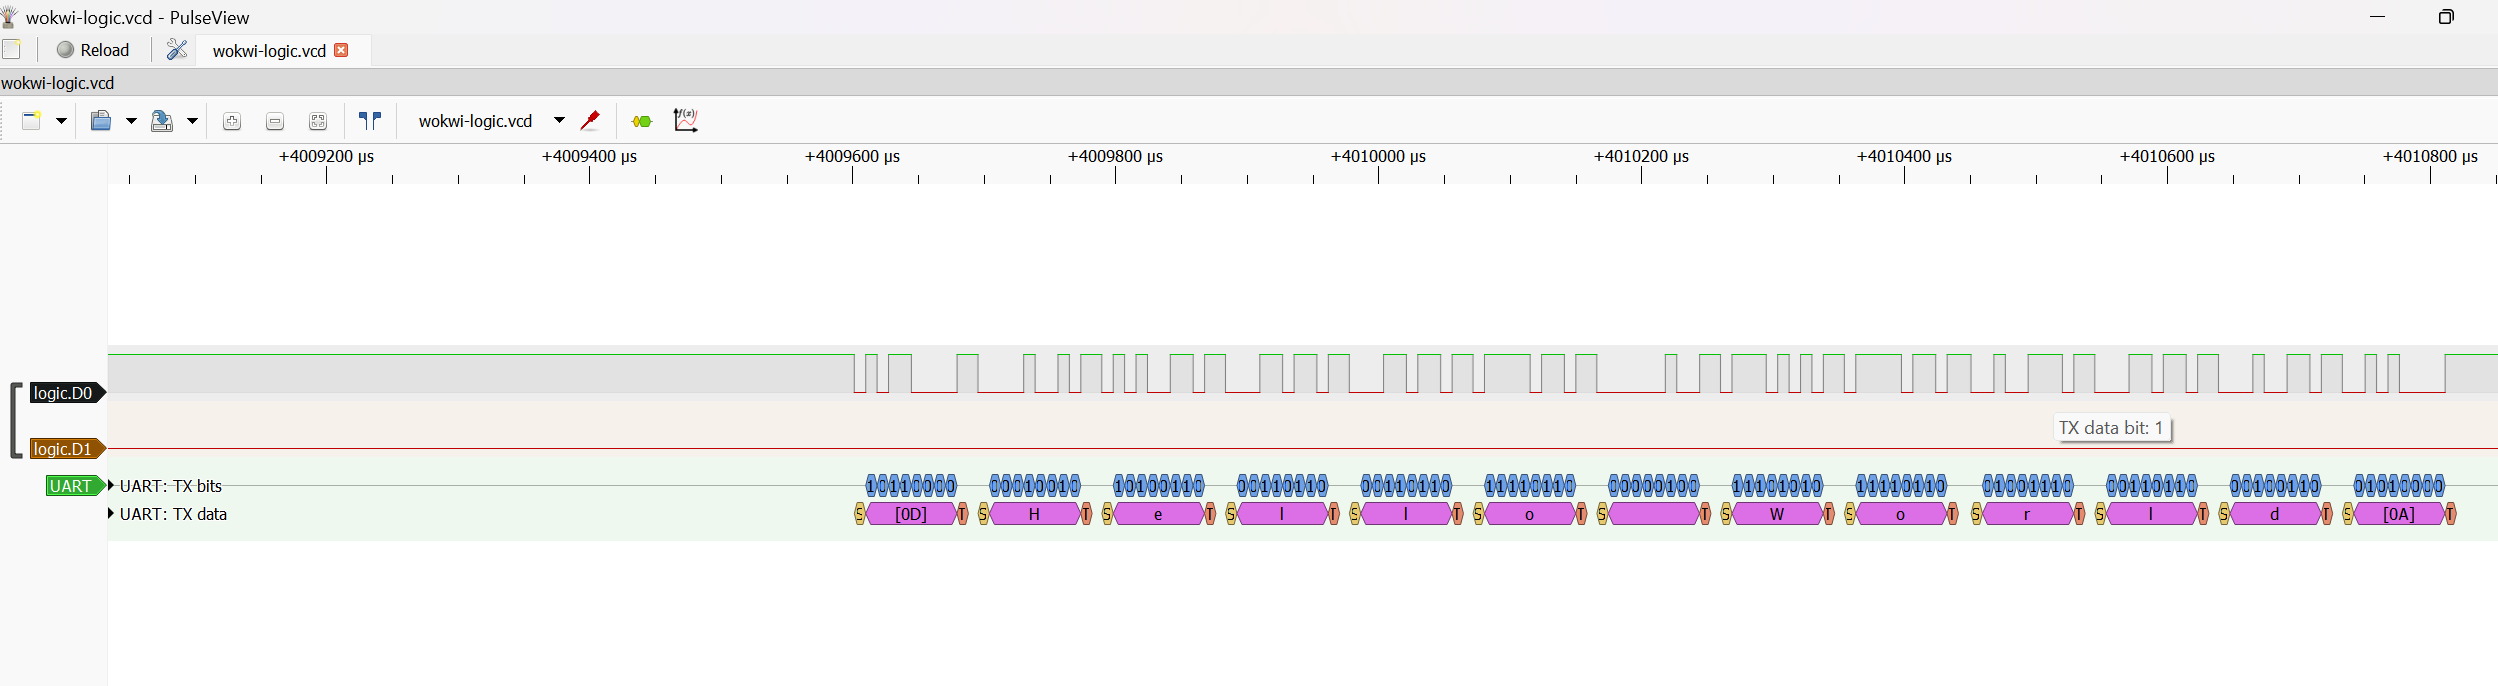 wokwi-logic.vcd - PulseView
Reload
wokwi-logic.vcd
wokwi-logic.vcd
wokwi-logic.vcd
f(x)
+4009200 µs +4009400 µs +4009600 µs +4009800 µs +4010000 µs +4010200 µs +4010400 µs +4010600 µs +4010800 µs
logic.D0
TX data bit: 1
logic.D1
UART UART: TX bits 10110000 00010010 10100110 00110110 00110110 11110110 00000100 11101010 11110110 01001110 00110110 00100110 01010000
UART: TX data S [0D] T S H T S e T S l T S l T S o T S T S W T S o T S r T S l T S d T S [0A] T